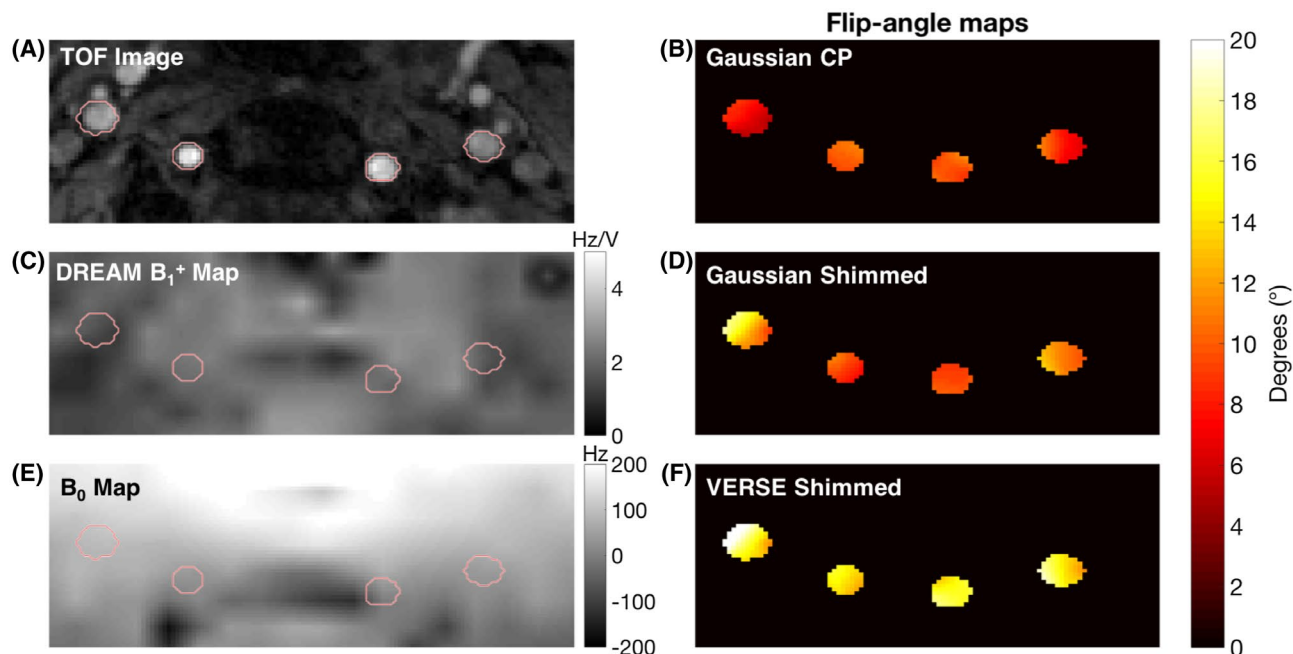 Flip-angle maps
(A) TOF Image
(B) Gaussian CP
(C) DREAM B₁⁺ Map
Hz/V
4
2
0
(D) Gaussian Shimmed
(E) B₀ Map
Hz
200
100
0
-100
-200
(F) VERSE Shimmed
20
18
16
14
12
10
8
6
4
2
0
Degrees (°)